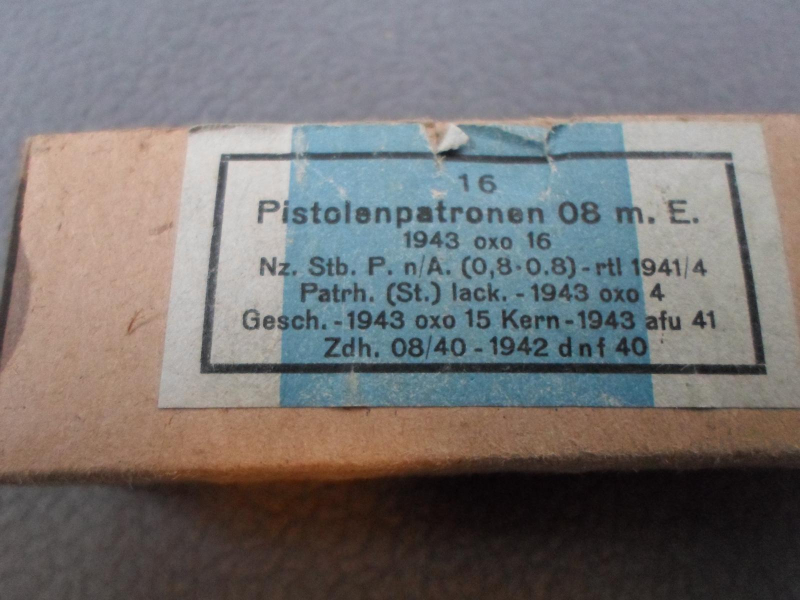 16
Pistolenpatronen 08 m. E.
1943 oxo 16
Nz. Stb. P. n/A. (0,8·0.8) - rtl 1941/4
Patrh. (St.) lack. - 1943 oxo 4
Gesch. - 1943 oxo 15 Kern - 1943 afu 41
Zdh. 08/40 - 1942 dnf 40